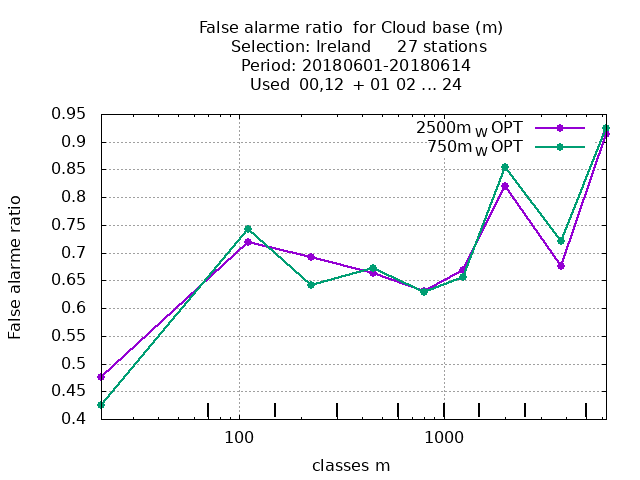 False alarme ratio  for Cloud base (m)
Selection: Ireland     27 stations
Period: 20180601-20180614
Used  00,12  + 01 02 ... 24
2500m W OPT
750m W OPT
0.95
0.9
0.85
0.8
0.75
0.7
0.65
0.6
0.55
0.5
0.45
0.4
False alarme ratio
100
1000
classes m